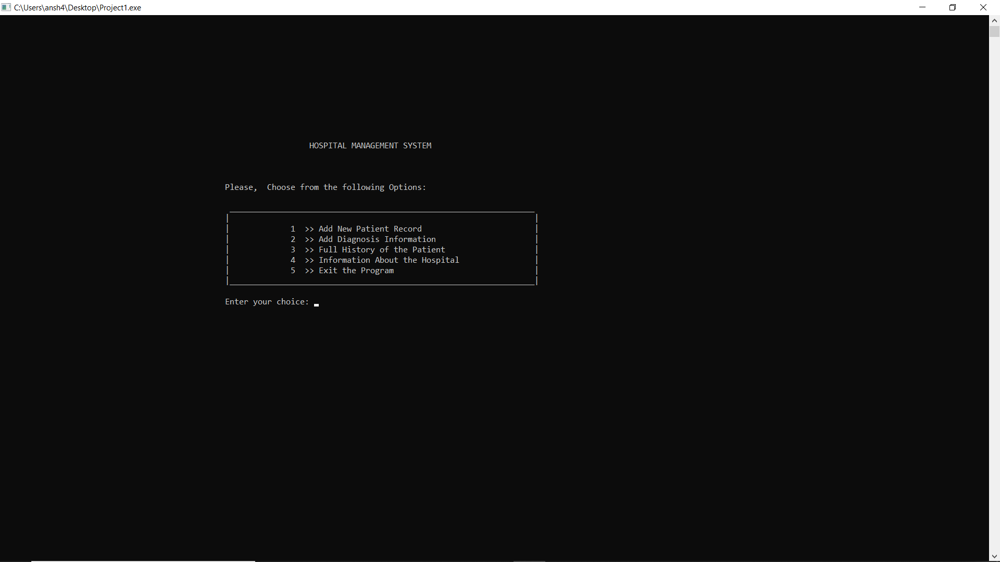 C:\Users\ansh4\Desktop\Project1.exe
HOSPITAL MANAGEMENT SYSTEM
Please,  Choose from the following Options:
1  >> Add New Patient Record
2  >> Add Diagnosis Information
3  >> Full History of the Patient
4  >> Information About the Hospital
5  >> Exit the Program
Enter your choice: